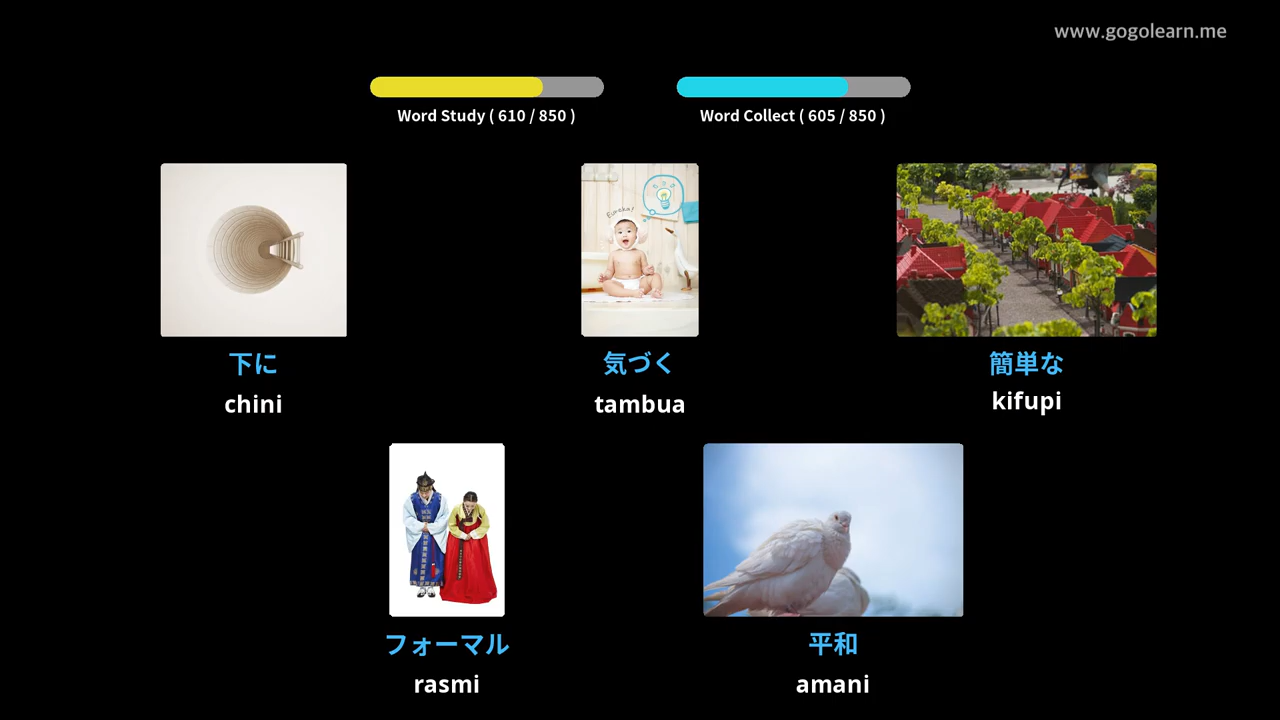 www.gogolearn.me
Word Study ( 610 / 850 )
Word Collect ( 605 / 850 )
Eureka!
下に
chini
気づく
tambua
簡単な
kifupi
フォーマル
rasmi
平和
amani